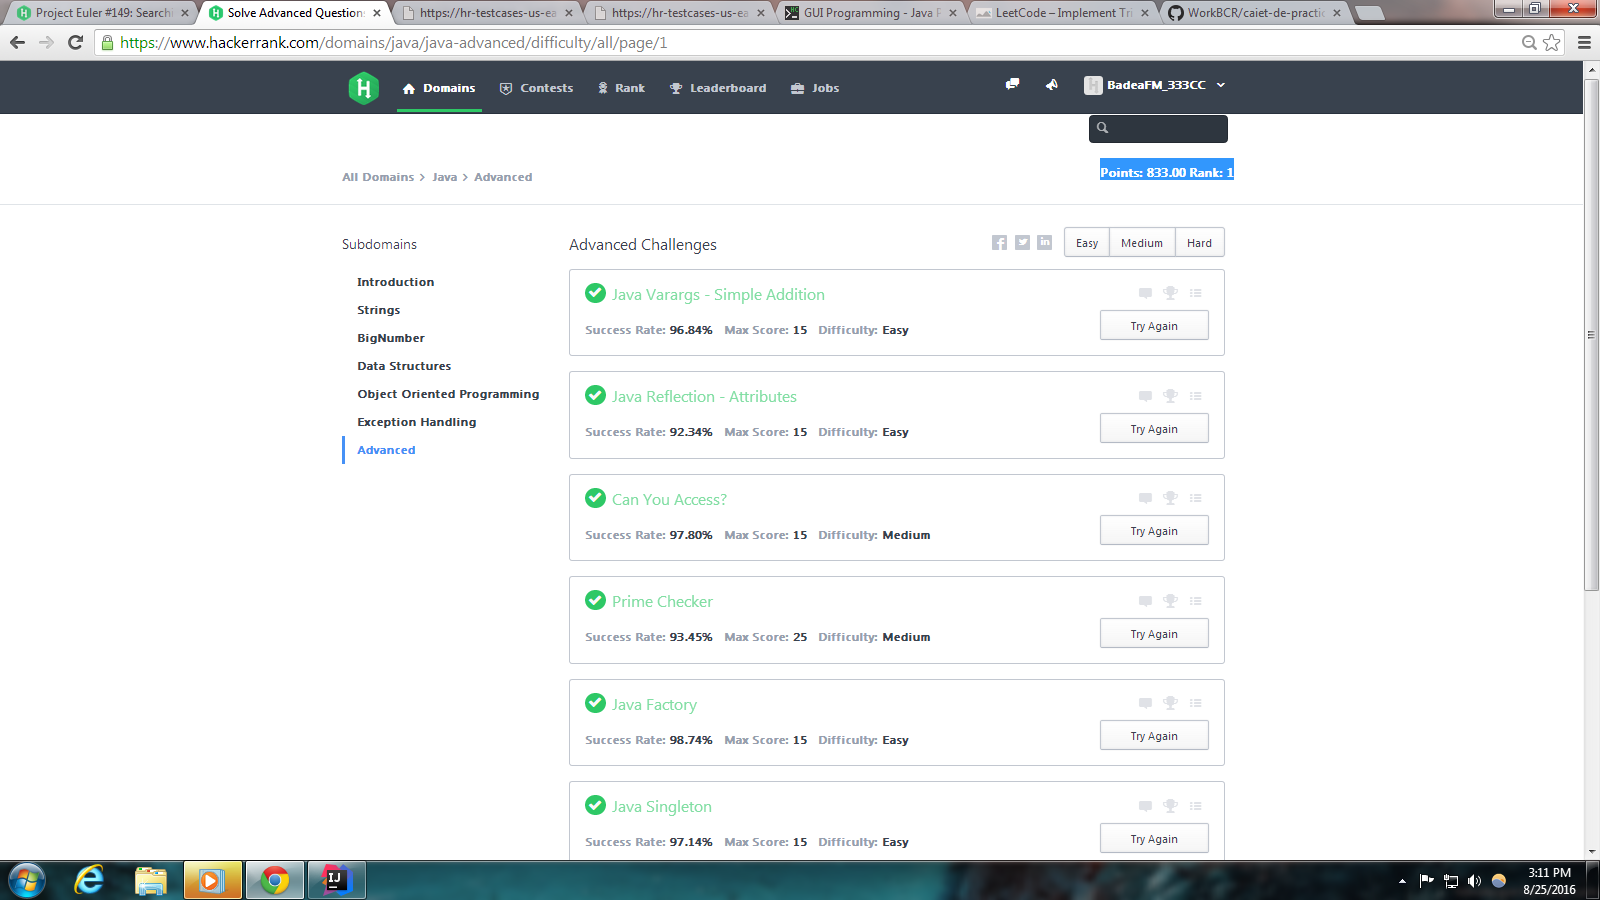 Project Euler #149: Searchi
Solve Advanced Question
https://hr-testcases-us-ea
https://hr-testcases-us-ea
GUI Programming - Java P
LeetCode – Implement Tri
WorkBCR/caiet-de-practic
https://www.hackerrank.com/domains/java/java-advanced/difficulty/all/page/1
H Domains Contests Rank Leaderboard Jobs H BadeaFM_333CC
All Domains > Java > Advanced
Points: 833.00 Rank: 1
Subdomains
Introduction
Strings
BigNumber
Data Structures
Object Oriented Programming
Exception Handling
Advanced
Advanced Challenges
Easy Medium Hard
Java Varargs - Simple Addition
Success Rate: 96.84% Max Score: 15 Difficulty: Easy
Try Again
Java Reflection - Attributes
Success Rate: 92.34% Max Score: 15 Difficulty: Easy
Try Again
Can You Access?
Success Rate: 97.80% Max Score: 15 Difficulty: Medium
Try Again
Prime Checker
Success Rate: 93.45% Max Score: 25 Difficulty: Medium
Try Again
Java Factory
Success Rate: 98.74% Max Score: 15 Difficulty: Easy
Try Again
Java Singleton
Success Rate: 97.14% Max Score: 15 Difficulty: Easy
Try Again
IJ
3:11 PM
8/25/2016